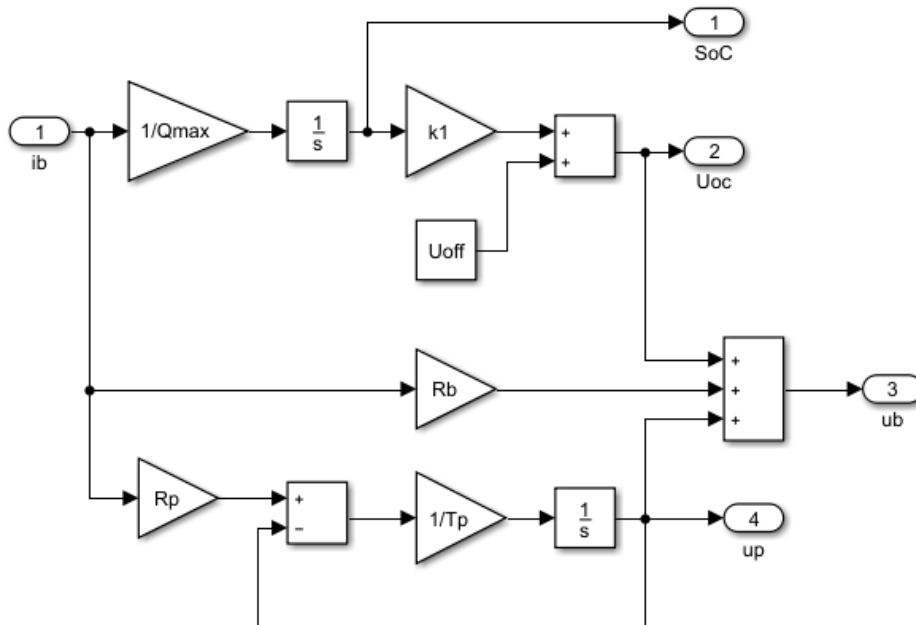 1
SoC
1
ib
1/Qmax
1
s
k1
+
+
2
Uoc
Uoff
+
+
+
Rb
3
ub
Rp
+
−
1/Tp
1
s
4
up